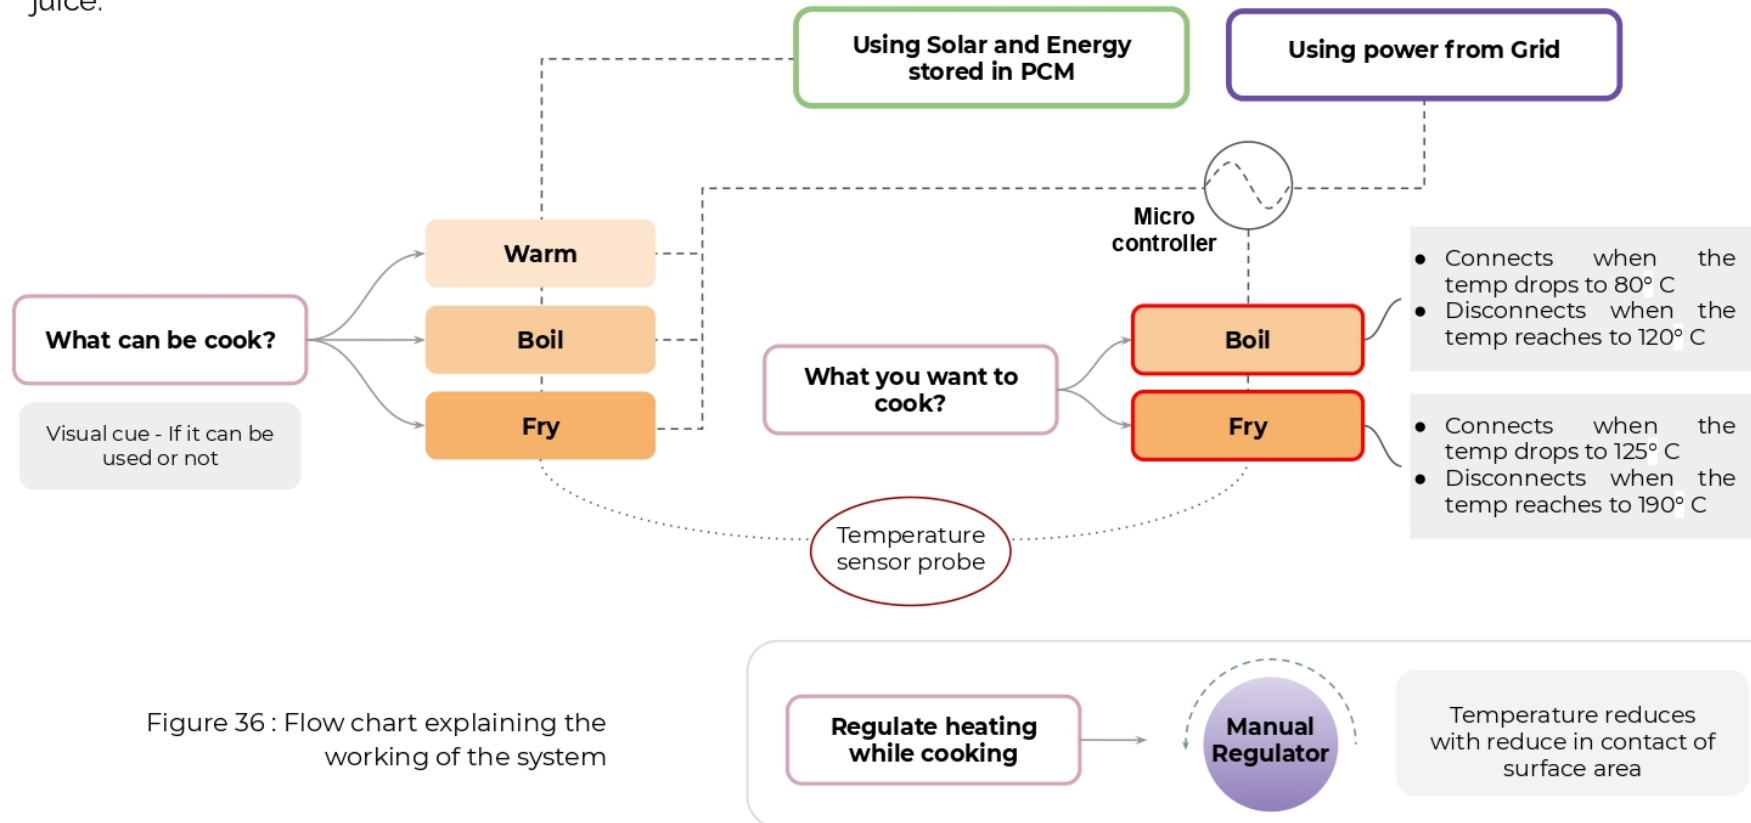 juice.
Using Solar and Energy
stored in PCM
Using power from Grid
Micro
controller
Warm
Boil
Fry
What can be cook?
Visual cue - If it can be
used or not
What you want to
cook?
Boil
Fry
● Connects when the
temp drops to 80° C
● Disconnects when the
temp reaches to 120° C
● Connects when the
temp drops to 125° C
● Disconnects when the
temp reaches to 190° C
Temperature
sensor probe
Figure 36 : Flow chart explaining the
working of the system
Regulate heating
while cooking
Manual
Regulator
Temperature reduces
with reduce in contact of
surface area